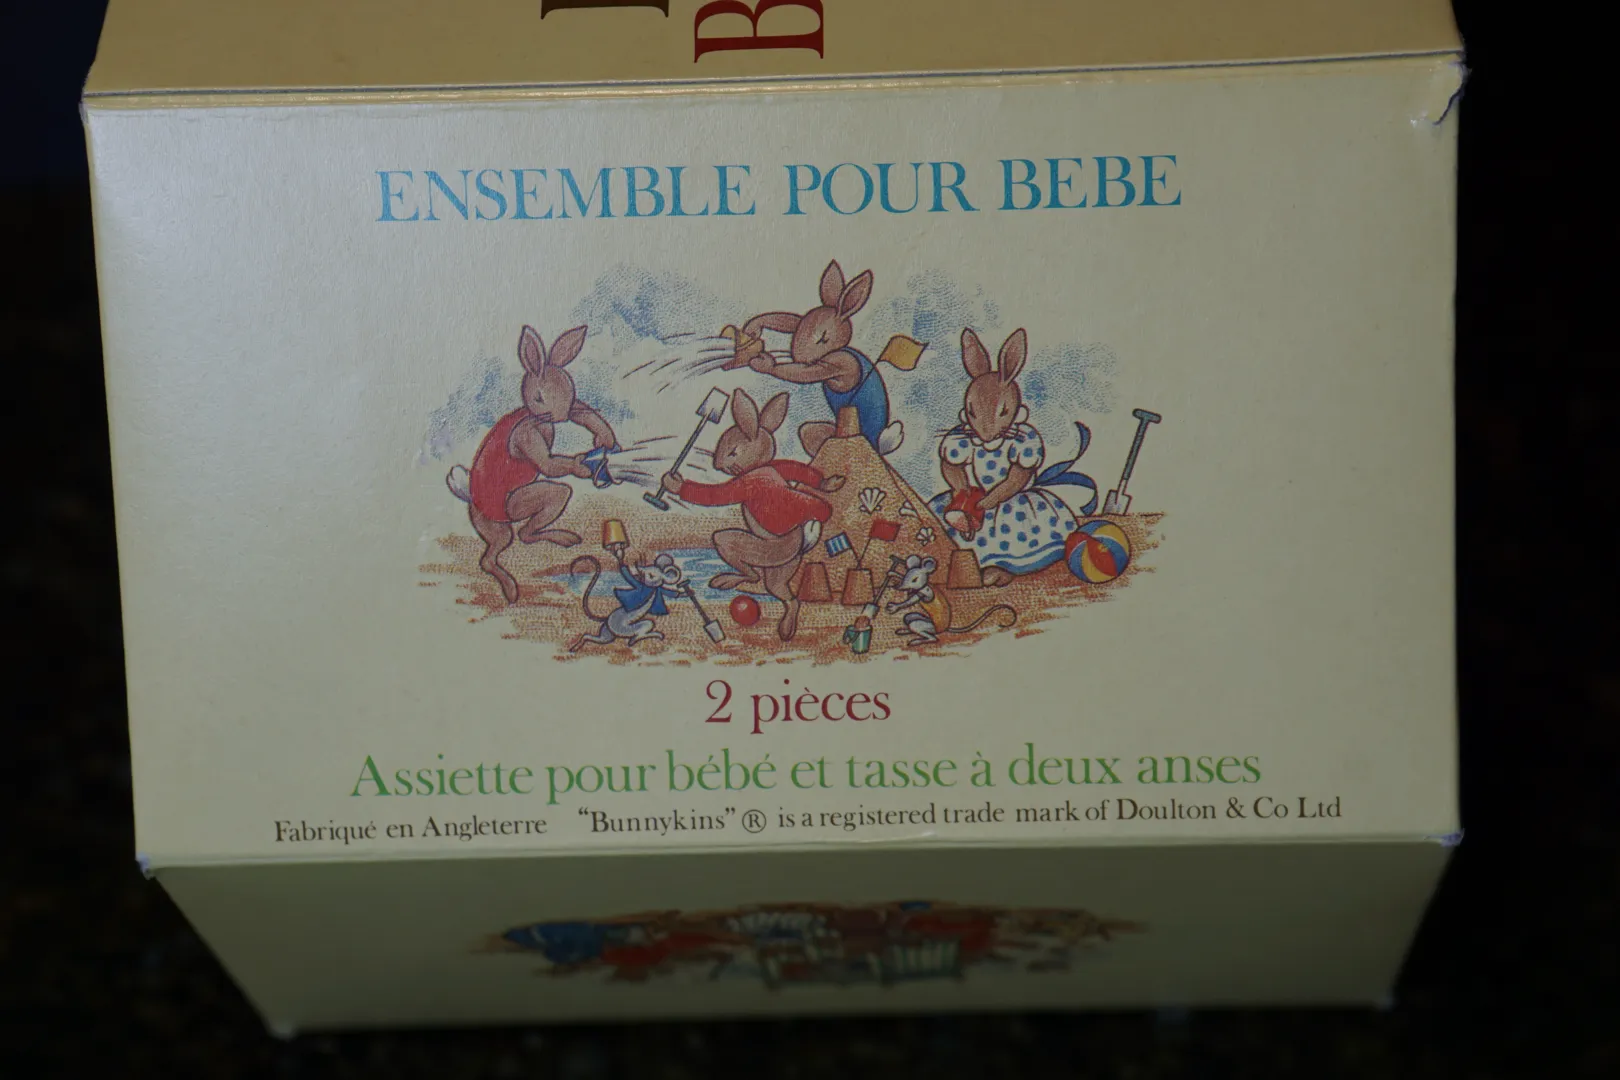 B
ENSEMBLE POUR BEBE
2 pièces
Assiette pour bébé et tasse à deux anses
Fabriqué en Angleterre "Bunnykins" ® is a registered trade mark of Doulton & Co Ltd